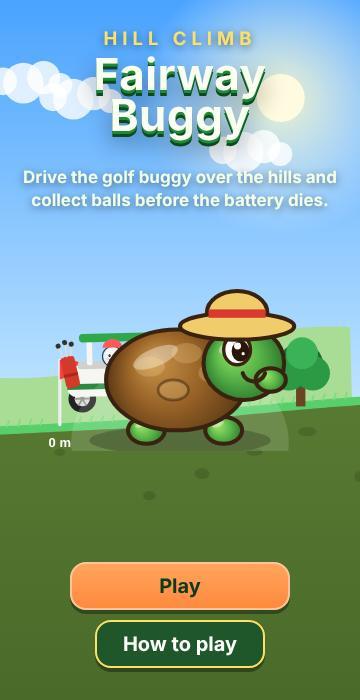 HILL CLIMB
Fairway
Buggy
Drive the golf buggy over the hills and
collect balls before the battery dies.
0 m
Play
How to play